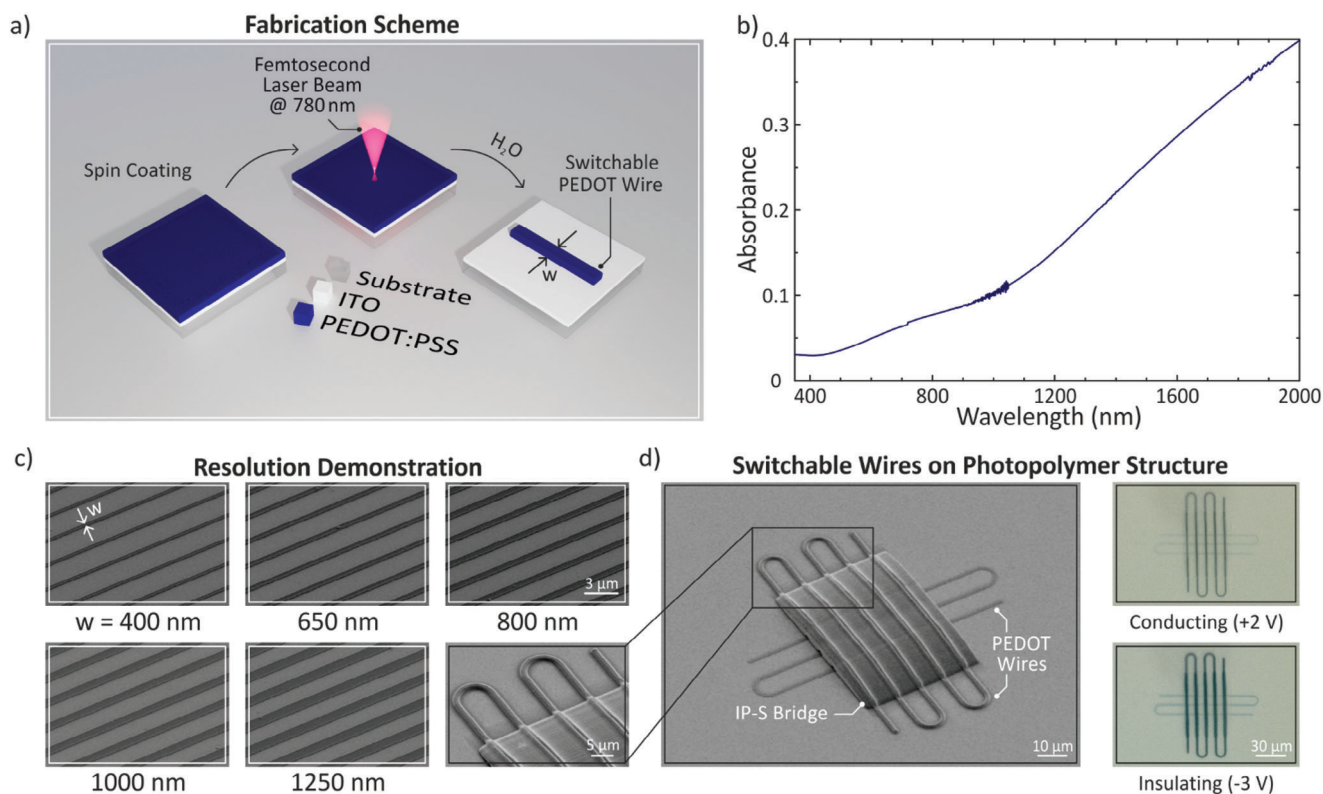 a)
Fabrication Scheme
Femtosecond
Laser Beam
@ 780 nm
Spin Coating
H₂O
Switchable
PEDOT Wire
w
Substrate
ITO
PEDOT:PSS
b)
0.4
0.3
0.2
0.1
0
Absorbance
400
800
1200
1600
2000
Wavelength (nm)
c)
Resolution Demonstration
w
3 µm
w = 400 nm
650 nm
800 nm
5 µm
1000 nm
1250 nm
d)
Switchable Wires on Photopolymer Structure
PEDOT
Wires
IP-S Bridge
10 µm
Conducting (+2 V)
30 µm
Insulating (-3 V)